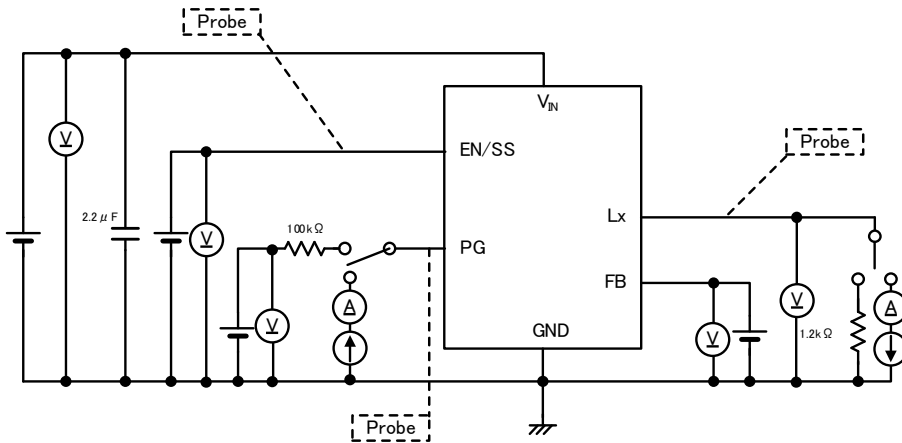 Probe
V
V_IN
EN/SS
Probe
2.2μF
V
Lx
V
100kΩ
PG
A
V
A
FB
V
1.2kΩ
GND
Probe